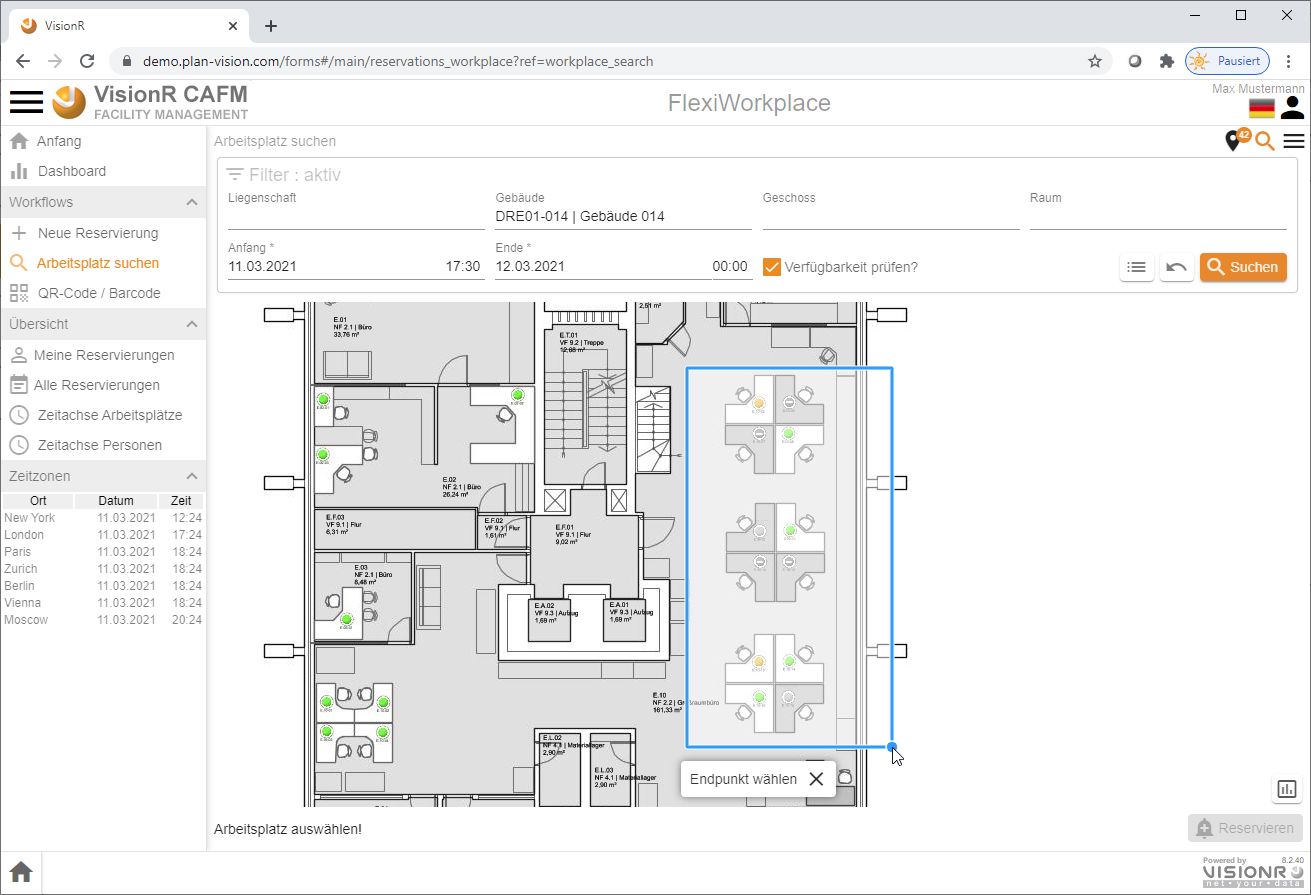 VisionR
demo.plan-vision.com/forms#/main/reservations_workplace?ref=workplace_search
Pausiert
VisionR CAFM
FACILITY MANAGEMENT
FlexiWorkplace
Max Mustermann
Anfang
Dashboard
Workflows
Neue Reservierung
Arbeitsplatz suchen
QR-Code / Barcode
Übersicht
Meine Reservierungen
Alle Reservierungen
Zeitachse Arbeitsplätze
Zeitachse Personen
Zeitzonen
Ort Datum Zeit
New York 11.03.2021 12:24
London 11.03.2021 17:24
Paris 11.03.2021 18:24
Zurich 11.03.2021 18:24
Berlin 11.03.2021 18:24
Vienna 11.03.2021 18:24
Moscow 11.03.2021 20:24
Arbeitsplatz suchen
42
Filter : aktiv
Liegenschaft
Gebäude
DRE01-014 | Gebäude 014
Geschoss
Raum
Anfang *
11.03.2021 17:30
Ende *
12.03.2021 00:00
Verfügbarkeit prüfen?
Suchen
E.01
NF 2.1 | Büro
33,76 m²
E.T.01
VF 9.2 | Treppe
12,88 m²
2,51 m²
E.02
NF 2.1 | Büro
26,24 m²
E.F.03
VF 9.1 | Flur
6,31 m²
E.F.02
VF 9.1 | Flur
1,61 m²
E.F.01
VF 9.1 | Flur
9,02 m²
E.03
NF 2.1 | Büro
8,48 m²
E.A.02
VF 9.3 | Aufzug
1,69 m²
E.A.01
VF 9.3 | Aufzug
1,69 m²
E.10
NF 2.2 | Großraumbüro
161,33 m²
E.L.02
NF 4.1 | Materiallager
2,90 m²
E.L.03
NF 4.1 | Materiallager
2,90 m²
Endpunkt wählen
Arbeitsplatz auswählen!
Reservieren
Powered by 8.2.40
VISIONR
net • your • data